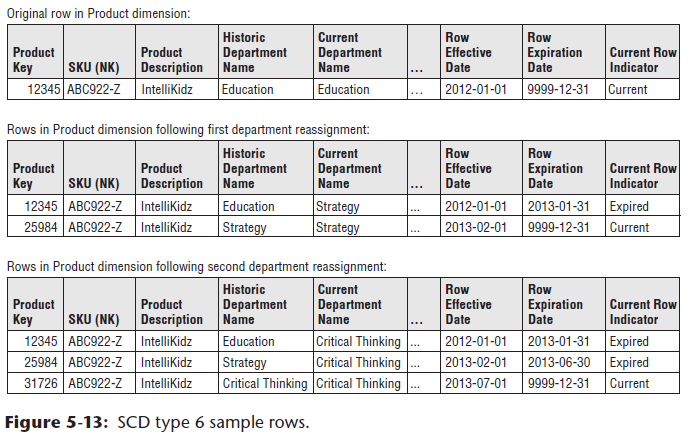 Original row in Product dimension:
Historic Current Row Row
Product Product Department Department Effective Expiration Current Row
Key SKU (NK) Description Name Name ... Date Date Indicator
12345 ABC922-Z IntelliKidz Education Education ... 2012-01-01 9999-12-31 Current
Rows in Product dimension following first department reassignment:
Historic Current Row Row
Product Product Department Department Effective Expiration Current Row
Key SKU (NK) Description Name Name ... Date Date Indicator
12345 ABC922-Z IntelliKidz Education Strategy ... 2012-01-01 2013-01-31 Expired
25984 ABC922-Z IntelliKidz Strategy Strategy ... 2013-02-01 9999-12-31 Current
Rows in Product dimension following second department reassignment:
Historic Current Row Row
Product Product Department Department Effective Expiration Current Row
Key SKU (NK) Description Name Name ... Date Date Indicator
12345 ABC922-Z IntelliKidz Education Critical Thinking ... 2012-01-01 2013-01-31 Expired
25984 ABC922-Z IntelliKidz Strategy Critical Thinking ... 2013-02-01 2013-06-30 Expired
31726 ABC922-Z IntelliKidz Critical Thinking Critical Thinking ... 2013-07-01 9999-12-31 Current
Figure 5-13: SCD type 6 sample rows.